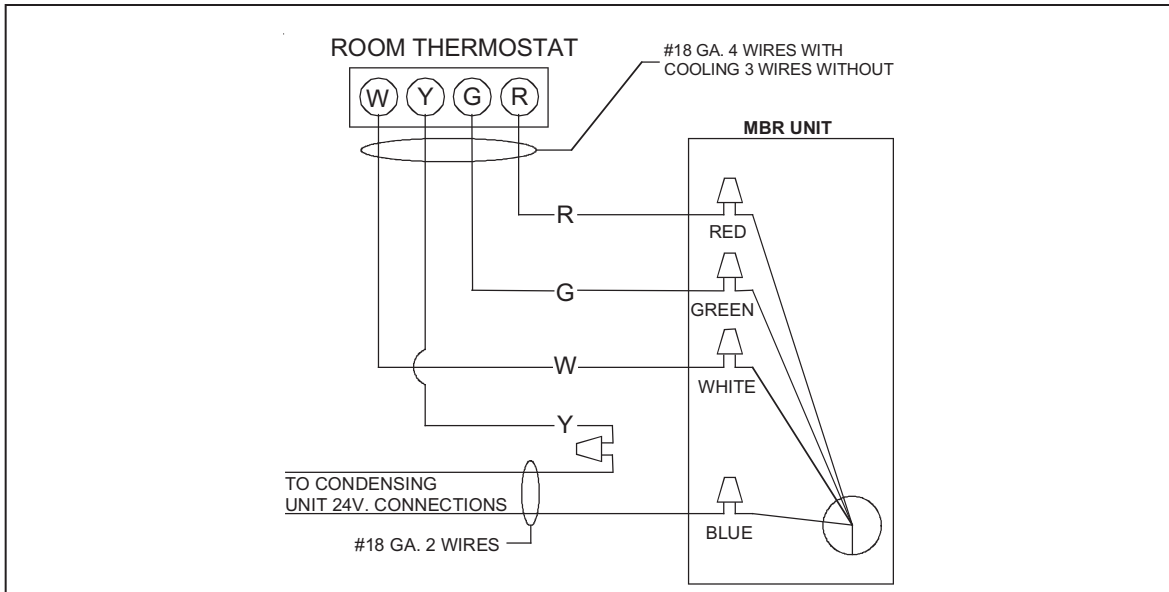 ROOM THERMOSTAT
#18 GA. 4 WIRES WITH
COOLING 3 WIRES WITHOUT
W Y G R
MBR UNIT
R
RED
G
GREEN
W
WHITE
Y
TO CONDENSING
UNIT 24V. CONNECTIONS
BLUE
#18 GA. 2 WIRES